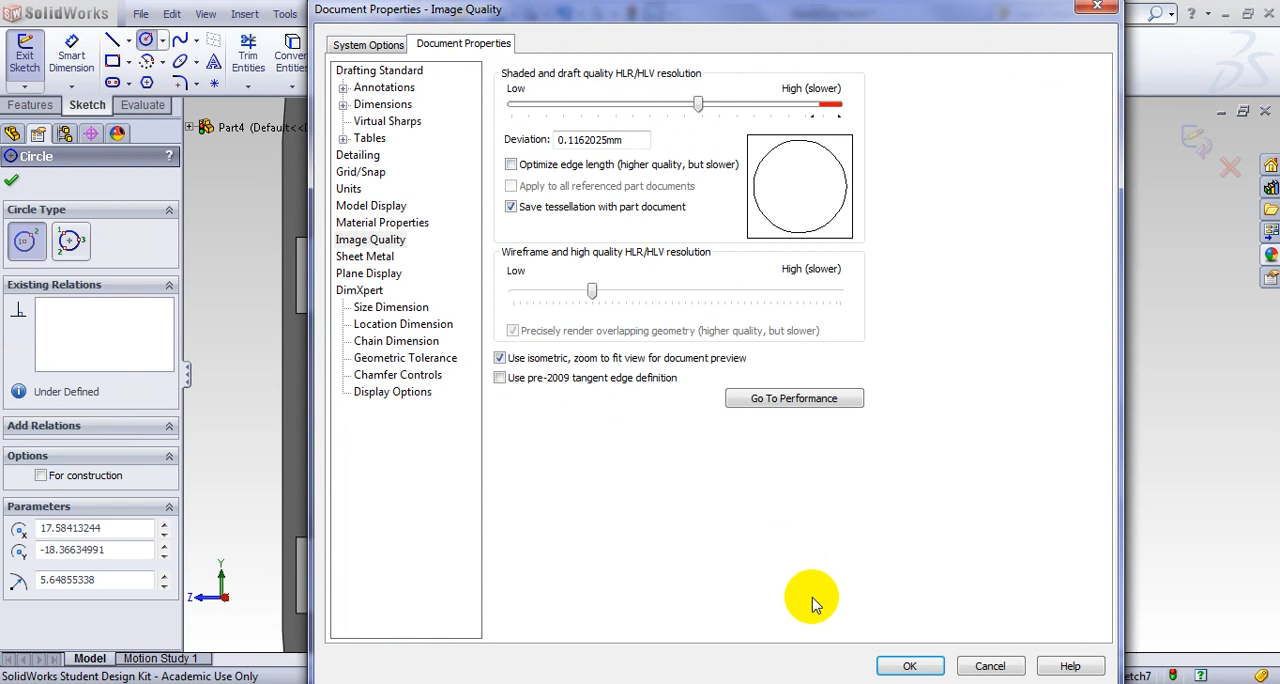 SolidWorks
File Edit View Insert Tools
Document Properties - Image Quality
Exit Sketch
Smart Dimension
Trim Entities
Conver Entitie
Features Sketch Evaluate
Part4 (Default<<
Circle ?
Circle Type
Existing Relations
Under Defined
Add Relations
Options
For construction
Parameters
17.58413244
-18.36634991
5.64855338
Y
Z
Model Motion Study 1
SolidWorks Student Design Kit - Academic Use Only
System Options Document Properties
Drafting Standard
Annotations
Dimensions
Virtual Sharps
Tables
Detailing
Grid/Snap
Units
Model Display
Material Properties
Image Quality
Sheet Metal
Plane Display
DimXpert
Size Dimension
Location Dimension
Chain Dimension
Geometric Tolerance
Chamfer Controls
Display Options
Shaded and draft quality HLR/HLV resolution
Low High (slower)
Deviation: 0.1162025mm
Optimize edge length (higher quality, but slower)
Apply to all referenced part documents
Save tessellation with part document
Wireframe and high quality HLR/HLV resolution
Low High (slower)
Precisely render overlapping geometry (higher quality, but slower)
Use isometric, zoom to fit view for document preview
Use pre-2009 tangent edge definition
Go To Performance
OK Cancel Help
etch7